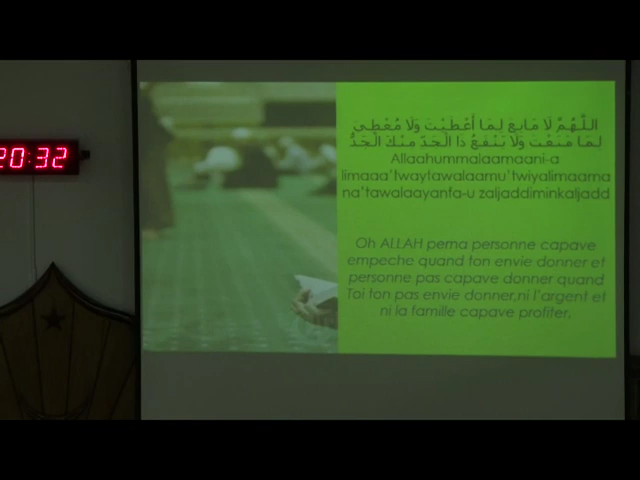 20:32
اللَّهُمَّ لَا مَانِعَ لِمَا أَعْطَيْتَ وَلَا مُعْطِيَ
لِمَا مَنَعْتَ وَلَا يَنْفَعُ ذَا الْجَدِّ مِنْكَ الْجَدُّ
Allaahummalaamaani-a
limaaa'twaytawalaamu'twiyalimaama
na'tawalaayanfa-u zaljaddiminkaljadd
Oh ALLAH pema personne capave
empeche quand ton envie donner et
personne pas capave donner quand
Toi ton pas envie donner,ni l'argent et
ni la famille capave profiter.